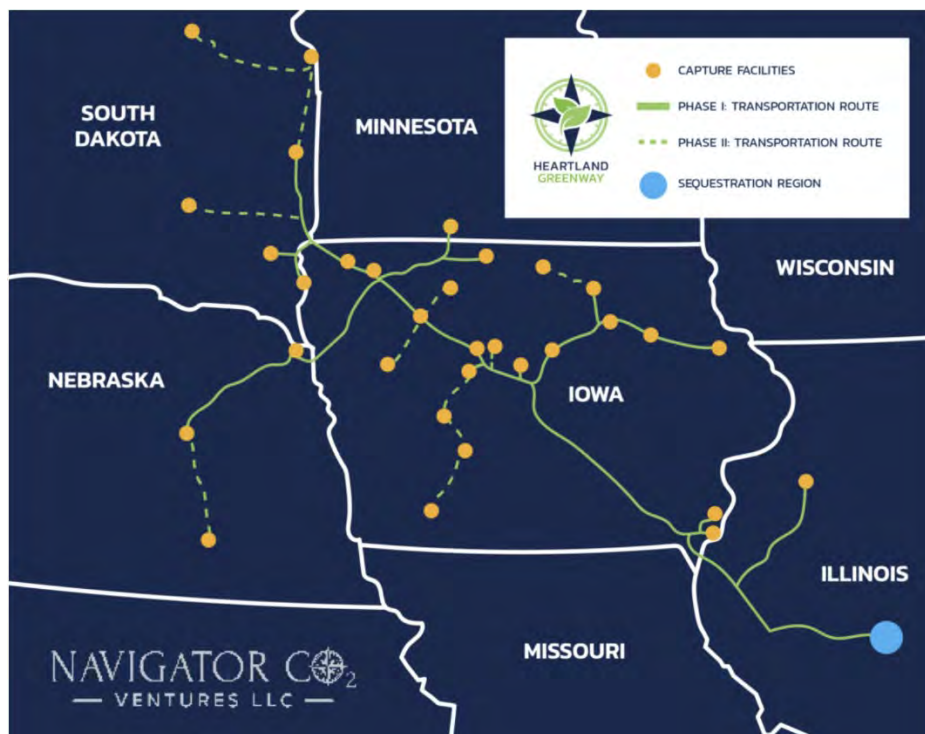 SOUTH
DAKOTA
MINNESOTA
HEARTLAND
GREENWAY
CAPTURE FACILITIES
PHASE I: TRANSPORTATION ROUTE
PHASE II: TRANSPORTATION ROUTE
SEQUESTRATION REGION
WISCONSIN
NEBRASKA
IOWA
ILLINOIS
MISSOURI
NAVIGATOR CO2
VENTURES LLC